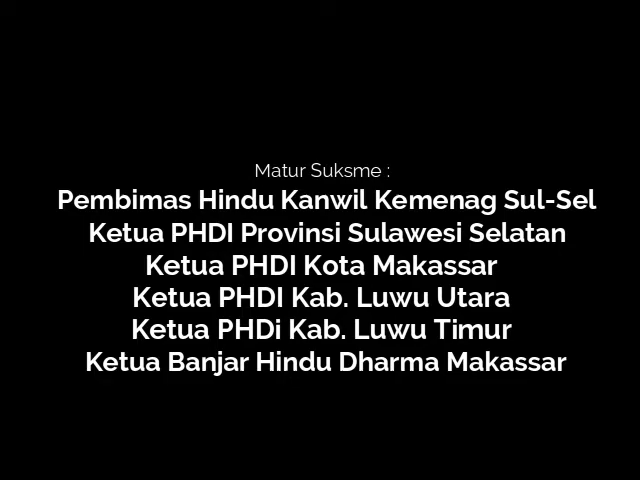 Matur Suksme :
Pembimas Hindu Kanwil Kemenag Sul-Sel
Ketua PHDI Provinsi Sulawesi Selatan
Ketua PHDI Kota Makassar
Ketua PHDI Kab. Luwu Utara
Ketua PHDi Kab. Luwu Timur
Ketua Banjar Hindu Dharma Makassar